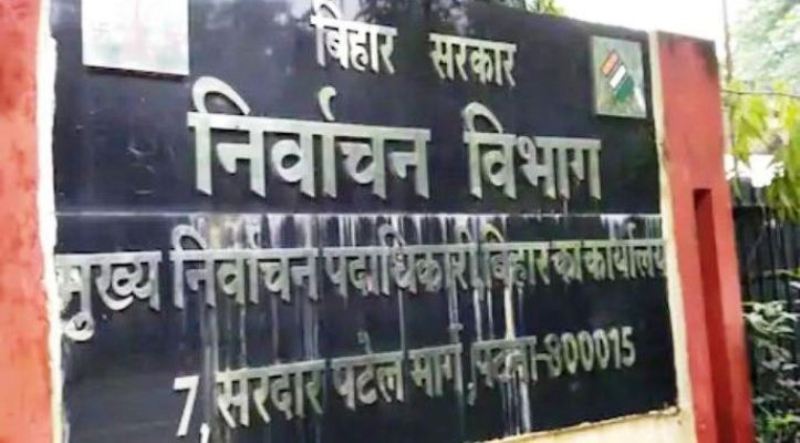 बिहार सरकार
निर्वाचन विभाग
मुख्य निर्वाचन पदाधिकारी, बिहार का कार्यालय
7, सरदार पटेल मार्ग, पटना-800015